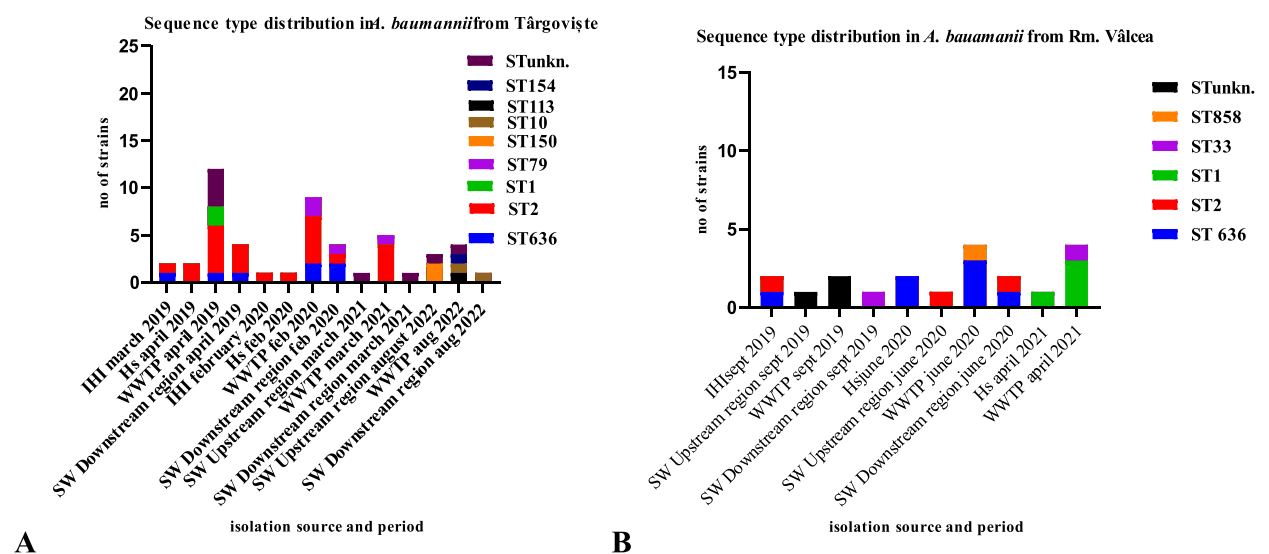 Sequence type distribution in A. baumannii from Târgoviște
25
20
15
10
5
0
no of strains
STunkn.
ST154
ST113
ST10
ST150
ST79
ST1
ST2
ST636
IHI march 2019
Hs april 2019
WWTP april 2019
SW Downstream region april 2019
IHI february 2020
Hs feb 2020
WWTP feb 2020
SW Downstream region feb 2020
SW Upstream region march 2021
WWTP march 2021
SW Downstream region march 2021
SW Upstream region august 2022
WWTP aug 2022
SW Downstream region aug 2022
isolation source and period
A
Sequence type distribution in A. bauamanii from Rm. Vâlcea
15
10
5
0
no of strains
STunkn.
ST858
ST33
ST1
ST2
ST 636
IHIsept 2019
SW Upstream region sept 2019
WWTP sept 2019
SW Downstream region sept 2019
Hsjune 2020
SW Upstream region june 2020
WWTP june 2020
SW Downstream region june 2020
Hs april 2021
WWTP april 2021
isolation source and period
B